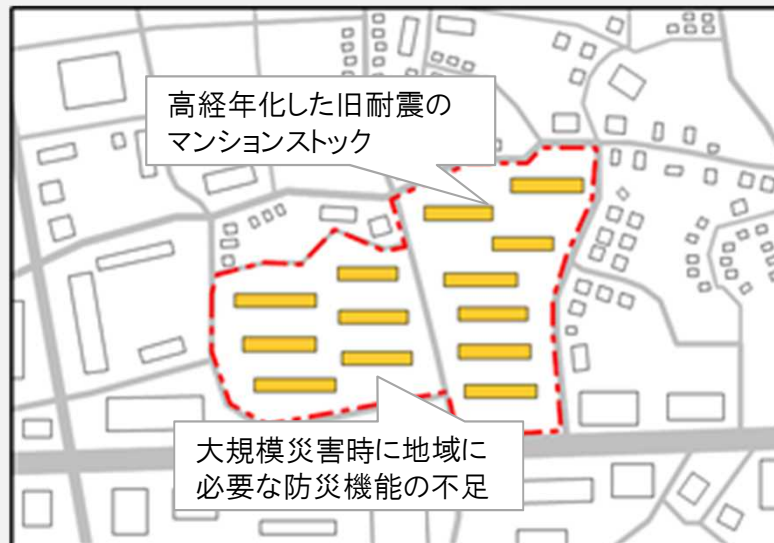 高経年化した旧耐震の
マンションストック
大規模災害時に地域に
必要な防災機能の不足